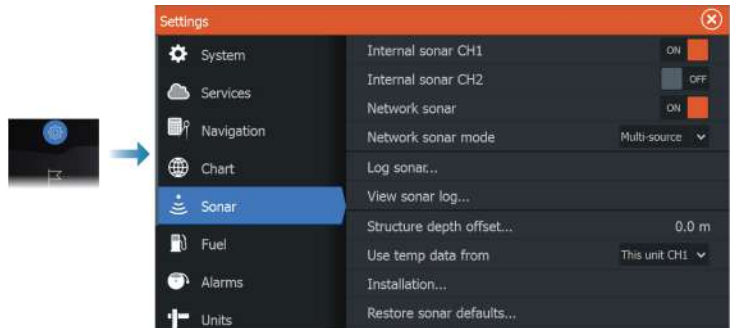 Settings
System
Services
Navigation
Chart
Sonar
Fuel
Alarms
Units
Internal sonar CH1 ON
Internal sonar CH2 OFF
Network sonar ON
Network sonar mode Multi-source
Log sonar...
View sonar log...
Structure depth offset... 0.0 m
Use temp data from This unit CH1
Installation...
Restore sonar defaults...